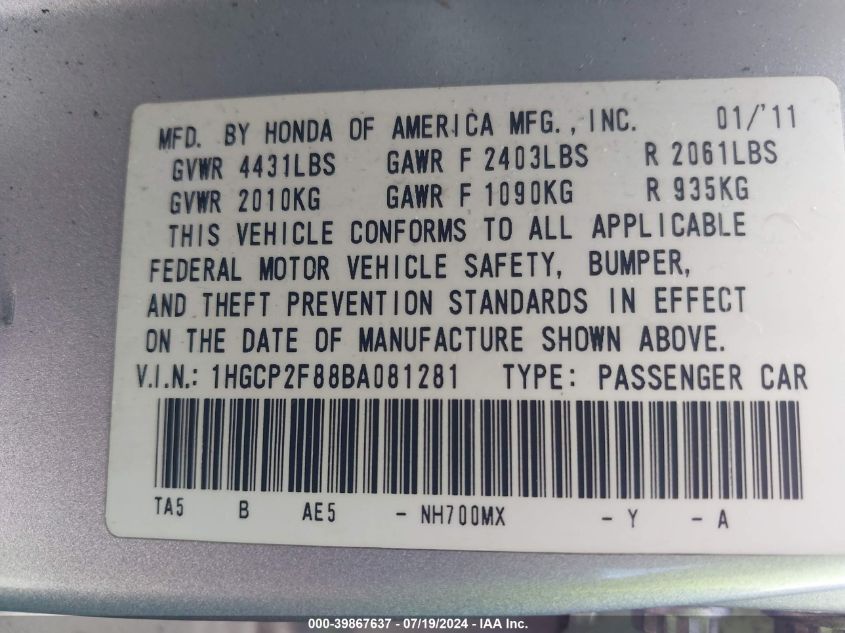 MFD. BY HONDA OF AMERICA MFG., INC. 01/'11
GVWR 4431LBS GAWR F 2403LBS R 2061LBS
GVWR 2010KG GAWR F 1090KG R 935KG
THIS VEHICLE CONFORMS TO ALL APPLICABLE
FEDERAL MOTOR VEHICLE SAFETY, BUMPER,
AND THEFT PREVENTION STANDARDS IN EFFECT
ON THE DATE OF MANUFACTURE SHOWN ABOVE.
V.I.N.: 1HGCP2F88BA081281 TYPE: PASSENGER CAR
TA5 B AE5 - NH700MX - Y - A
000-39867637 - 07/19/2024 - IAA Inc.